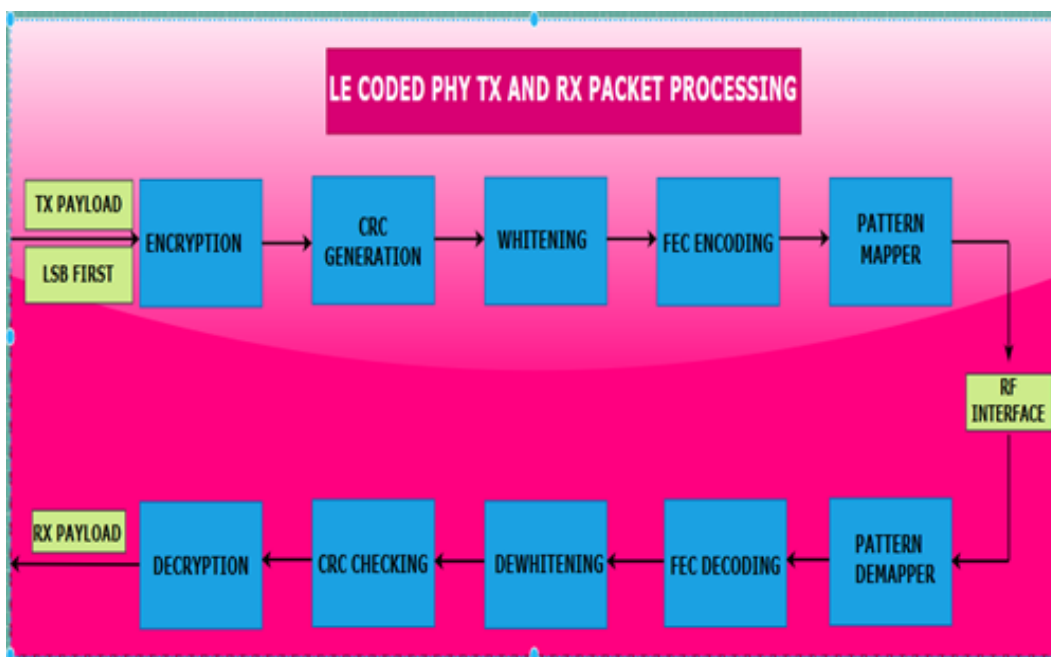 LE CODED PHY TX AND RX PACKET PROCESSING
TX PAYLOAD
LSB FIRST
ENCRYPTION
CRC
GENERATION
WHITENING
FEC ENCODING
PATTERN
MAPPER
RF
INTERFACE
RX PAYLOAD
DECRYPTION
CRC CHECKING
DEWHITENING
FEC DECODING
PATTERN
DEMAPPER